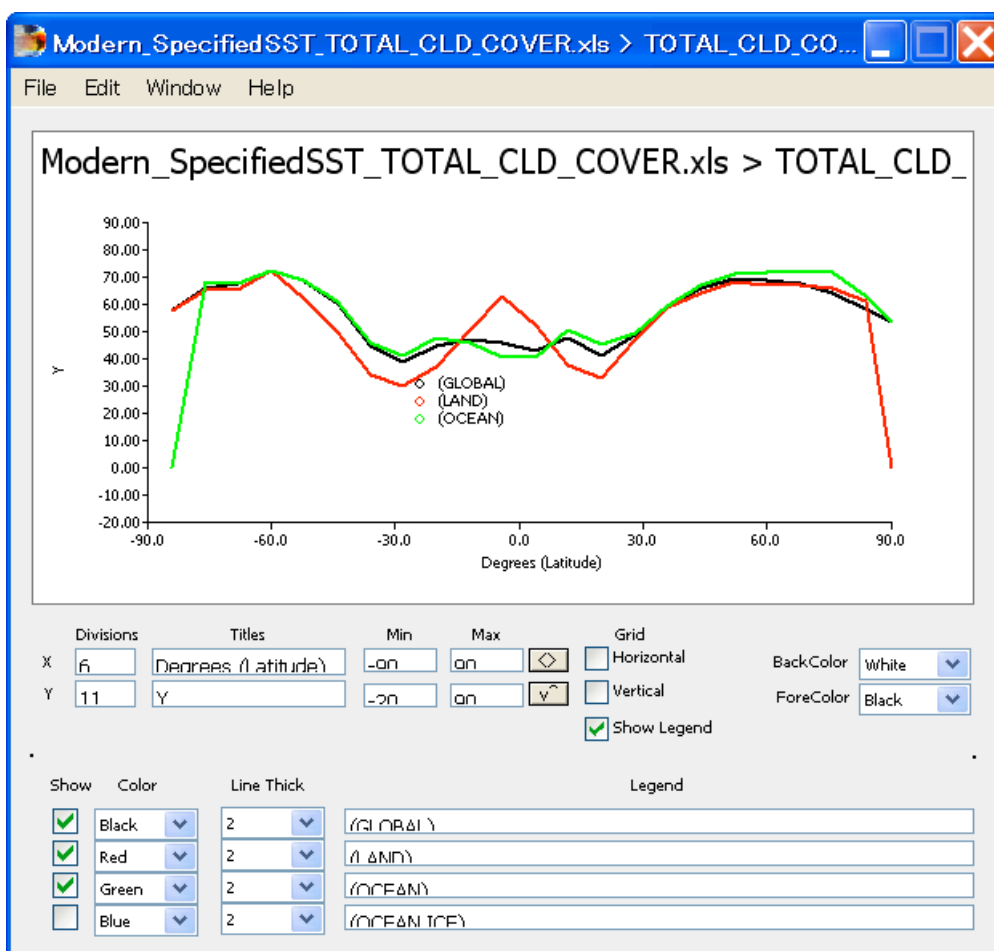 Modern_SpecifiedSST_TOTAL_CLD_COVER.xls > TOTAL_CLD_CO...
File Edit Window Help
Modern_SpecifiedSST_TOTAL_CLD_COVER.xls > TOTAL_CLD_
90.00
80.00
70.00
60.00
50.00
40.00
30.00
20.00
10.00
0.00
-10.00
-20.00
Y
(GLOBAL)
(LAND)
(OCEAN)
-90.0 -60.0 -30.0 0.0 30.0 60.0 90.0
Degrees (Latitude)
Divisions Titles Min Max Grid
X 6 Degrees (Latitude) -90 90 Horizontal BackColor White
Y 11 Y -20 90 Vertical ForeColor Black
Show Legend
Show Color Line Thick Legend
Black 2 (GLOBAL)
Red 2 (LAND)
Green 2 (OCEAN)
Blue 2 (OCEAN ICE)